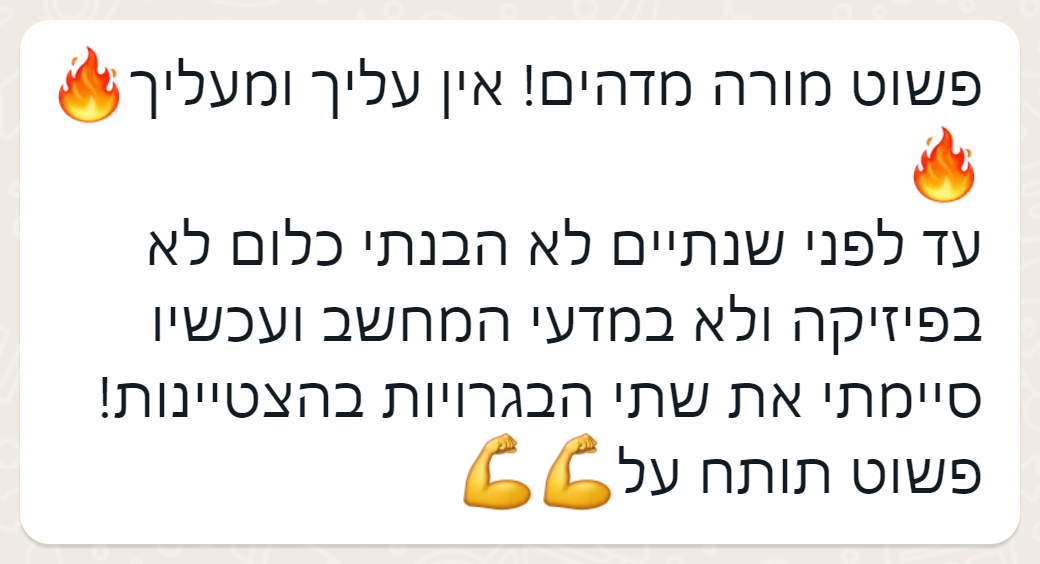 פשוט מורה מדהים! אין עליך ומעליך🔥
🔥
עד לפני שנתיים לא הבנתי כלום לא
בפיזיקה ולא במדעי המחשב ועכשיו
סיימתי את שתי הבגרויות בהצטיינות!
פשוט תותח על💪💪